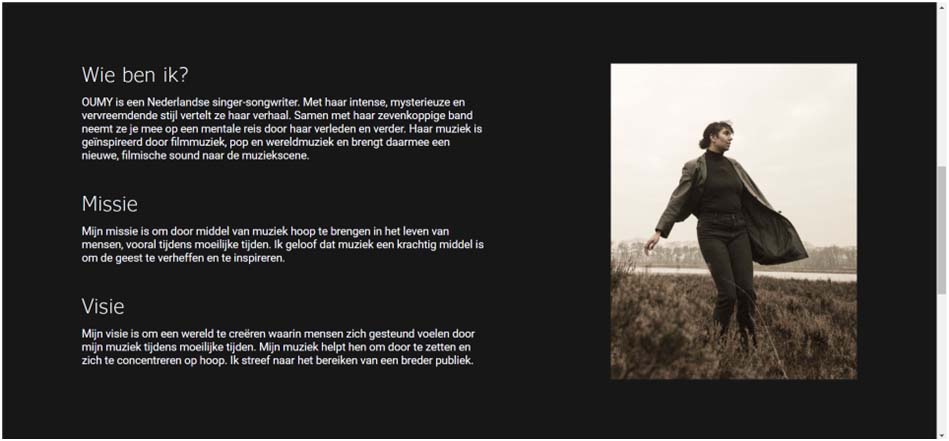 Wie ben ik?
OUMY is een Nederlandse singer-songwriter. Met haar intense, mysterieuze en
vervreemdende stijl vertelt ze haar verhaal. Samen met haar zevenkoppige band
neemt ze je mee op een mentale reis door haar verleden en verder. Haar muziek is
geïnspireerd door filmmuziek, pop en wereldmuziek en brengt daarmee een
nieuwe, filmische sound naar de muziekscene.
Missie
Mijn missie is om door middel van muziek hoop te brengen in het leven van
mensen, vooral tijdens moeilijke tijden. Ik geloof dat muziek een krachtig middel is
om de geest te verheffen en te inspireren.
Visie
Mijn visie is om een wereld te creëren waarin mensen zich gesteund voelen door
mijn muziek tijdens moeilijke tijden. Mijn muziek helpt hen om door te zetten en
zich te concentreren op hoop. Ik streef naar het bereiken van een breder publiek.